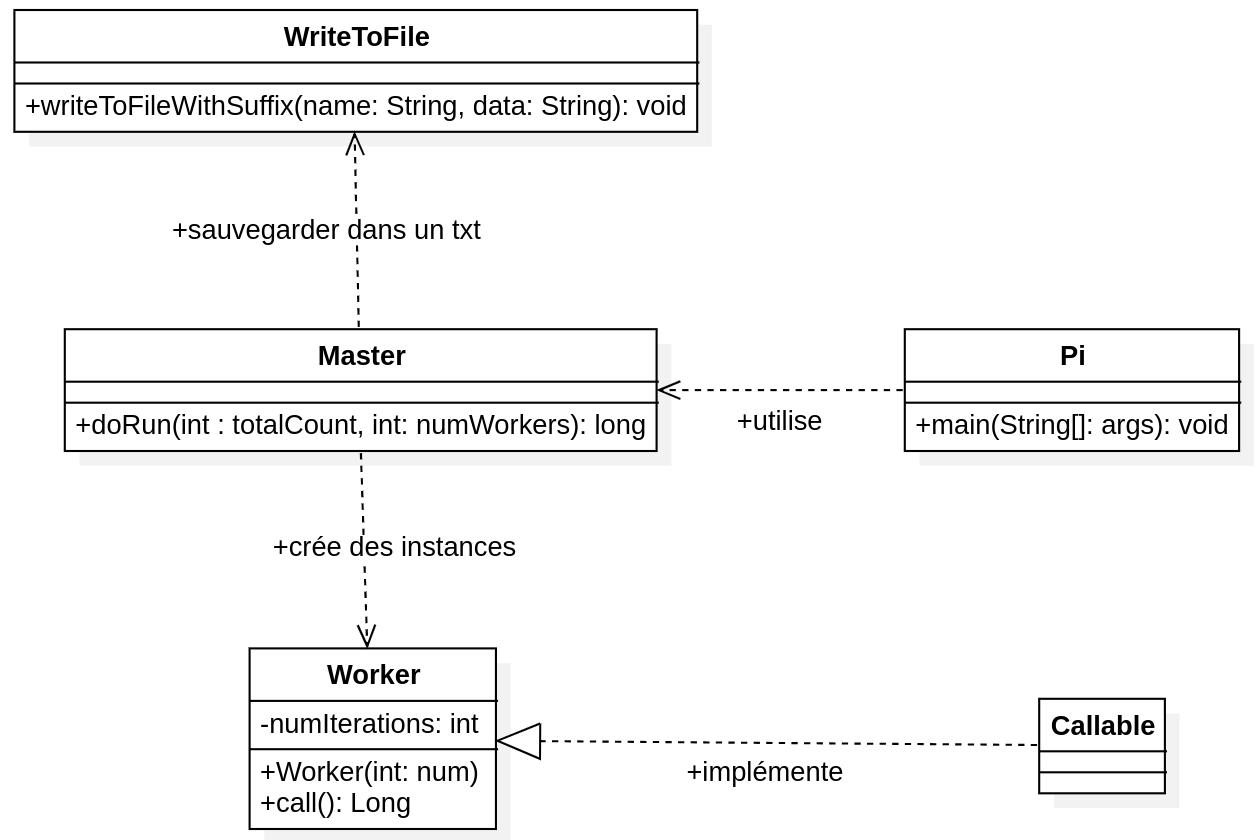 WriteToFile
+writeToFileWithSuffix(name: String, data: String): void
+sauvegarder dans un txt
Master
+doRun(int : totalCount, int: numWorkers): long
+utilise
Pi
+main(String[]: args): void
+crée des instances
Worker
-numIterations: int
+Worker(int: num)
+call(): Long
+implémente
Callable